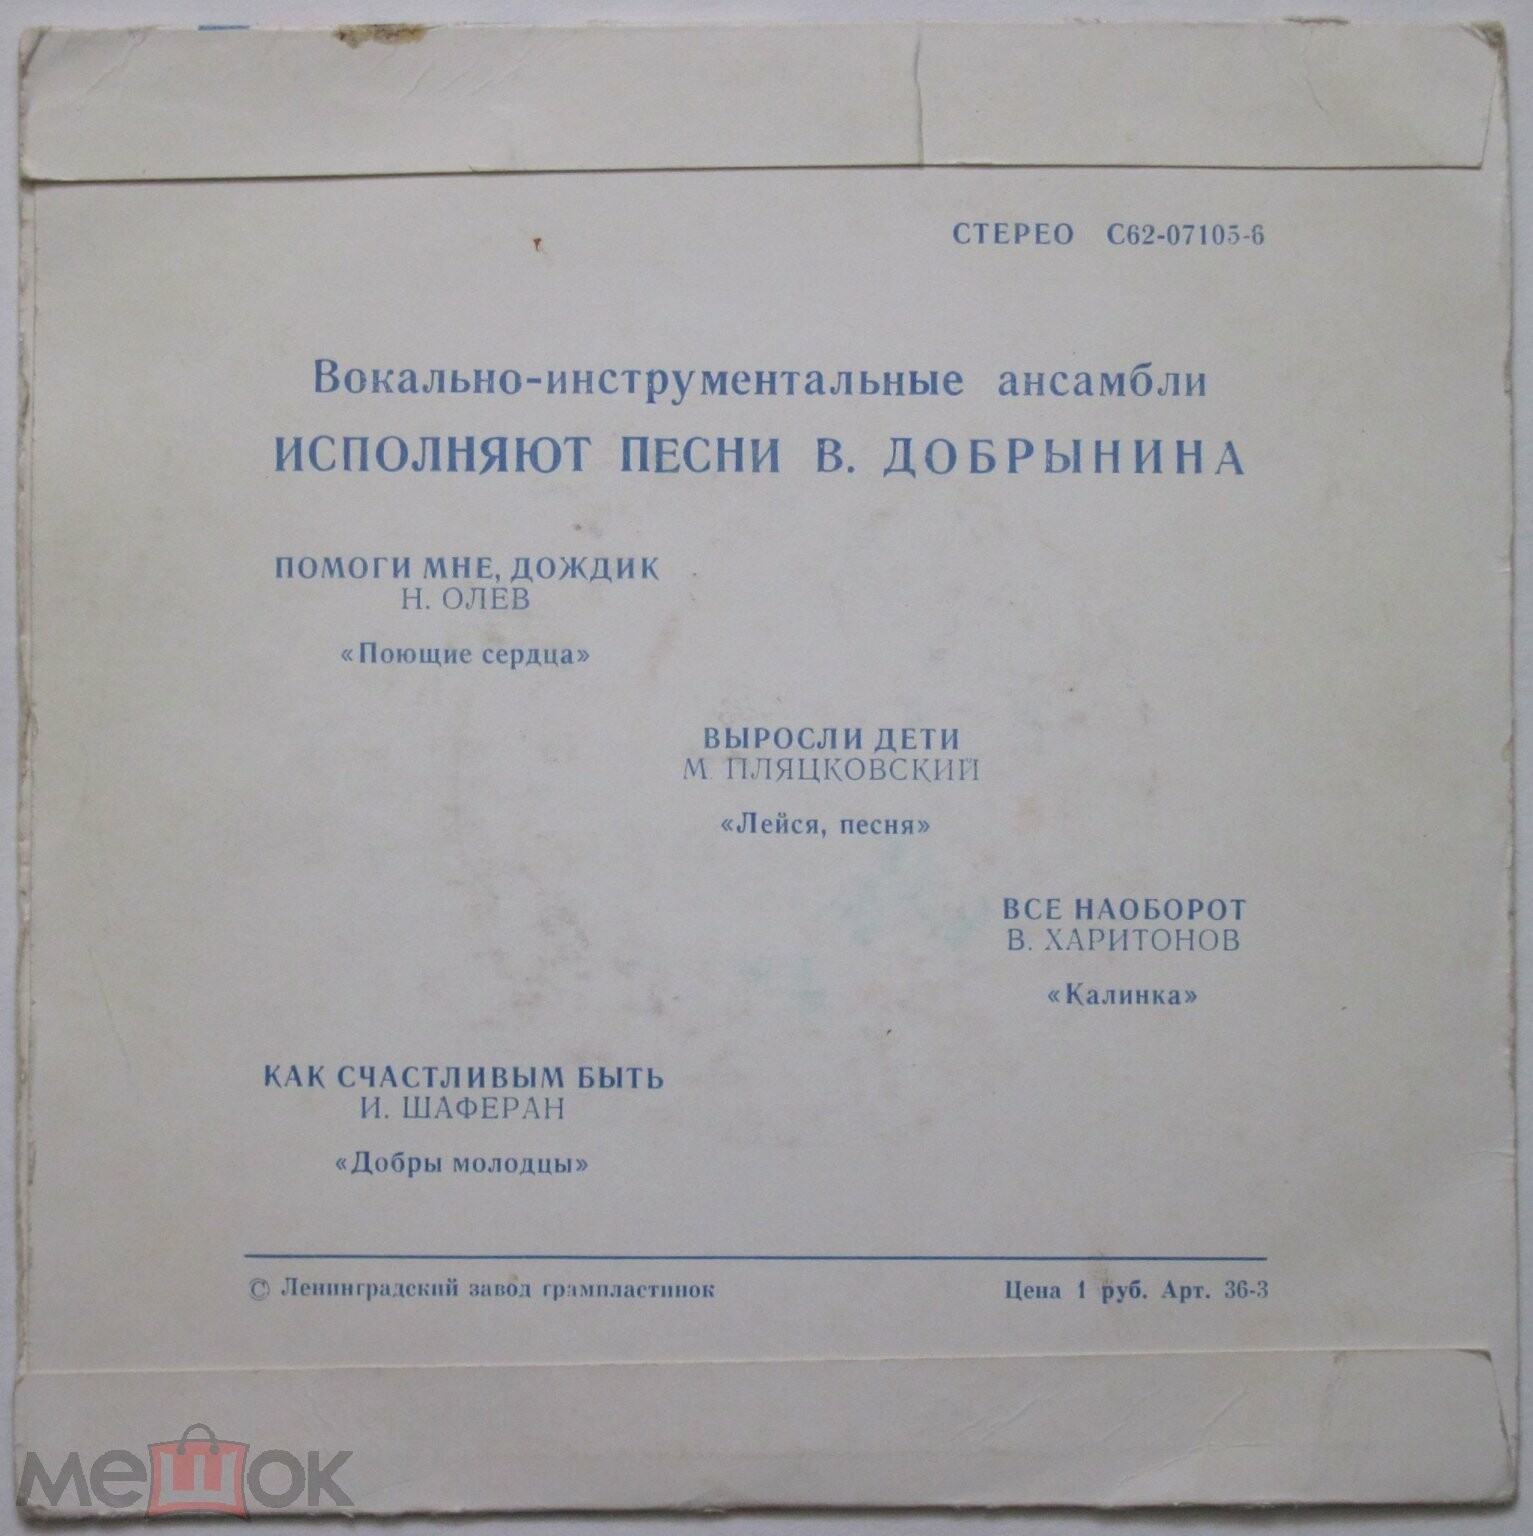 СТЕРЕО С62-07105-6
Вокально-инструментальные ансамбли
ИСПОЛНЯЮТ ПЕСНИ В. ДОБРЫНИНА
ПОМОГИ МНЕ, ДОЖДИК
Н. ОЛЕВ
«Поющие сердца»
ВЫРОСЛИ ДЕТИ
М. ПЛЯЦКОВСКИЙ
«Лейся, песня»
ВСЕ НАОБОРОТ
В. ХАРИТОНОВ
«Калинка»
КАК СЧАСТЛИВЫМ БЫТЬ
И. ШАФЕРАН
«Добры молодцы»
© Ленинградский завод грампластинок
Цена 1 руб. Арт. 36-3
мешок